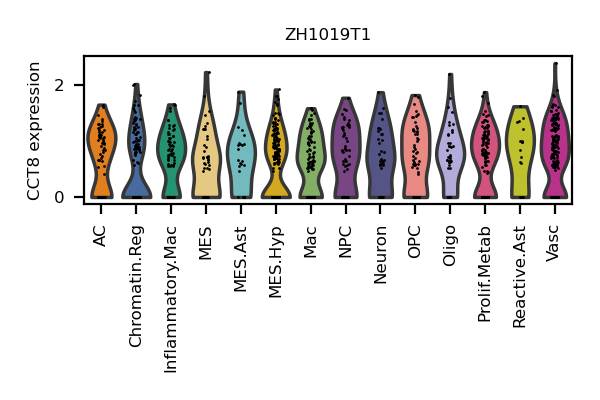 ZH1019T1
CCT8 expression
2
0
AC
Chromatin.Reg
Inflammatory.Mac
MES
MES.Ast
MES.Hyp
Mac
NPC
Neuron
OPC
Oligo
Prolif.Metab
Reactive.Ast
Vasc